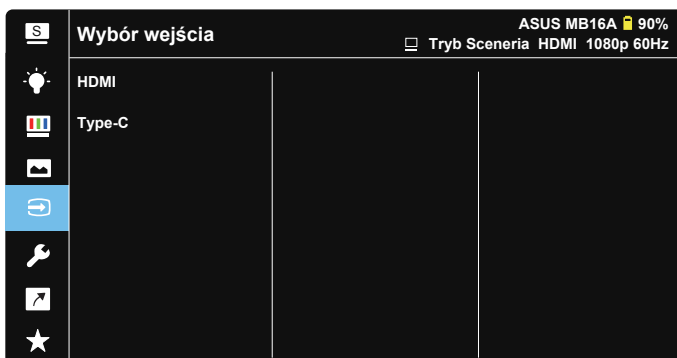 S
Wybór wejścia
ASUS MB16A 90%
Tryb Sceneria HDMI 1080p 60Hz
HDMI
Type-C